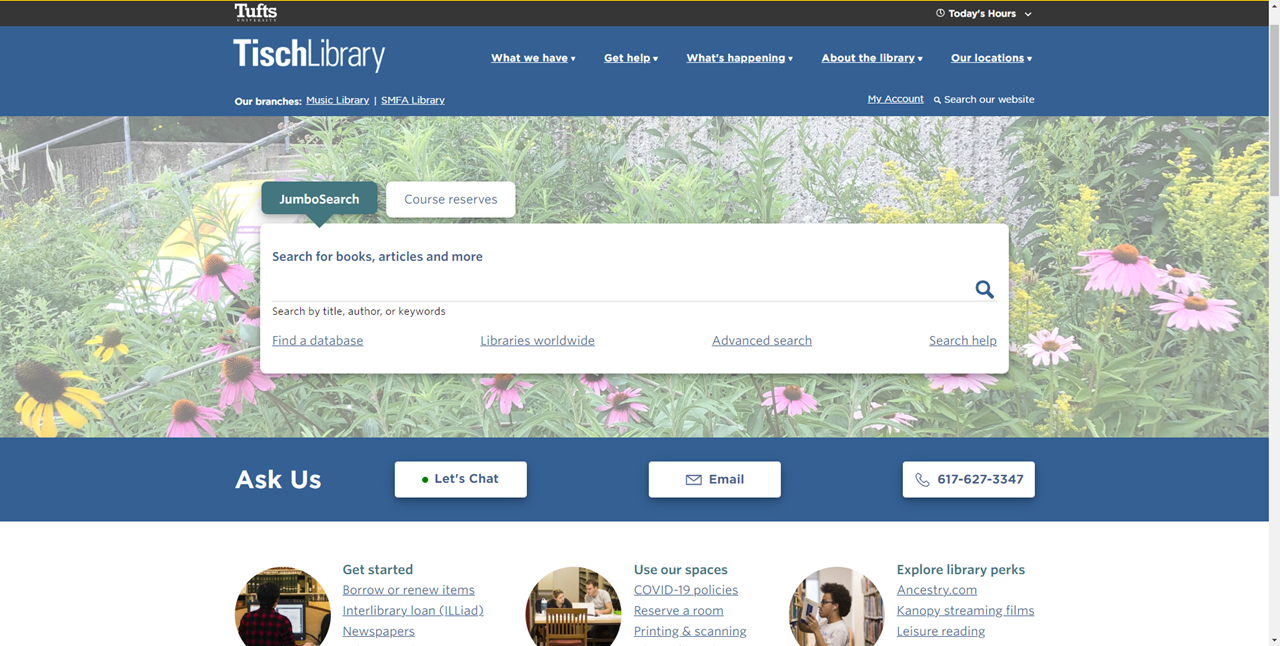 Tufts
UNIVERSITY
Today's Hours
TischLibrary
What we have ▾ Get help ▾ What's happening ▾ About the library ▾ Our locations ▾
Our branches: Music Library | SMFA Library
My Account Search our website
JumboSearch Course reserves
Search for books, articles and more
Search by title, author, or keywords
Find a database Libraries worldwide Advanced search Search help
Ask Us Let's Chat Email 617-627-3347
Get started
Borrow or renew items
Interlibrary loan (ILLiad)
Newspapers
Use our spaces
COVID-19 policies
Reserve a room
Printing & scanning
Explore library perks
Ancestry.com
Kanopy streaming films
Leisure reading